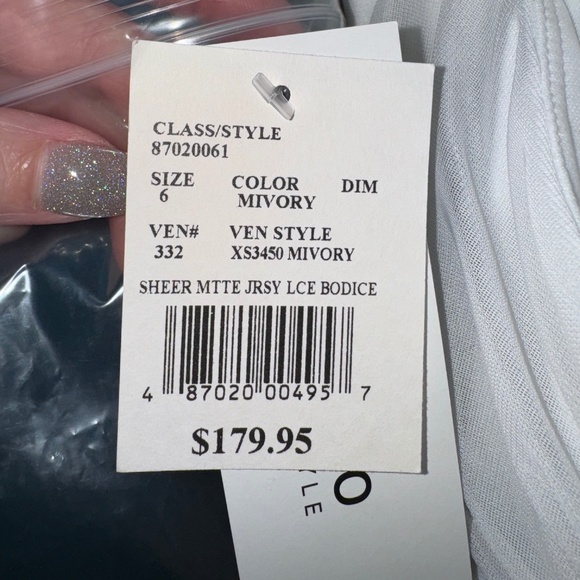 CLASS/STYLE
87020061
SIZE COLOR DIM
6 MIVORY
VEN# VEN STYLE
332 XS3450 MIVORY
SHEER MTTE JRSY LCE BODICE
4 87020 00495 7
$179.95